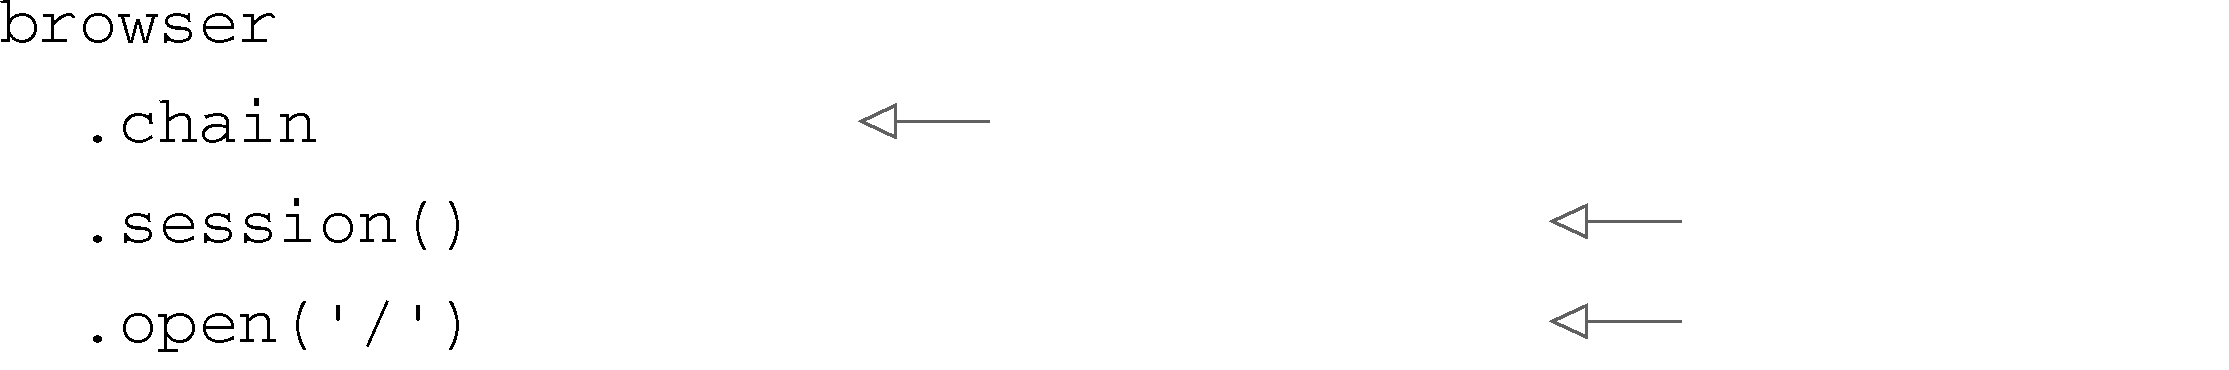 browser
  .chain
  .session()
  .open('/')